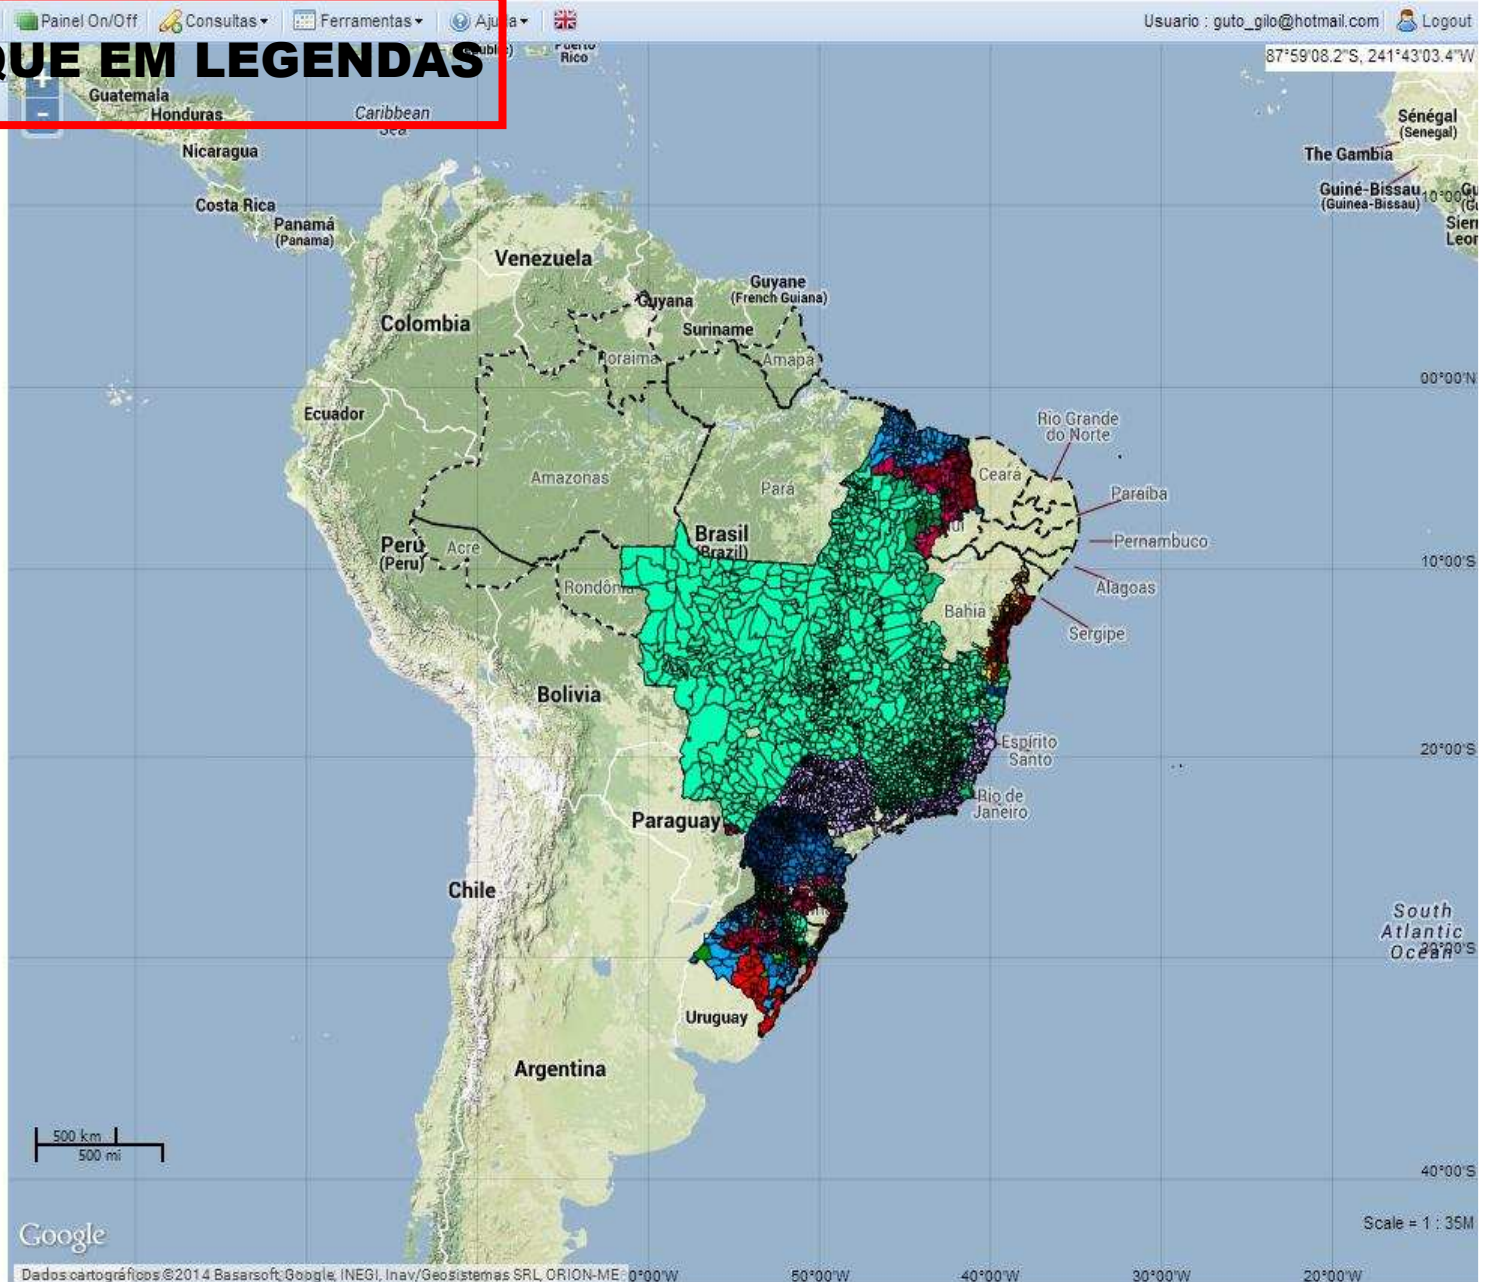 Painel On/Off Consultas Ferramentas Ajuda Usuario : guto_gilo@hotmail.com Logout
QUE EM LEGENDAS
Puerto
Rico
87°59'08.2"S, 241°43'03.4"W
+
-
Guatemala
Honduras
Caribbean
Sea
Nicaragua
Costa Rica
Panamá
(Panama)
Sénégal
(Senegal)
The Gambia
Guiné-Bissau
(Guinea-Bissau)
Venezuela
Guyana
Guyane
(French Guiana)
Colombia
Suriname
Amapá
00°00'N
Ecuador
Rio Grande
do Norte
Amazonas
Pará
Ceará
Paraíba
Perú
(Peru)
Acre
Brasil
(Brazil)
Pernambuco
10°00'S
Alagoas
Bahia
Sergipe
Bolivia
Espírito
Santo
20°00'S
Rio de
Janeiro
Paraguay
Chile
South
Atlantic
Ocean
Uruguay
Argentina
500 km
500 mi
40°00'S
Google
Scale = 1 : 35M
Dados cartográficos ©2014 Basarsoft, Google, INEGI, Inav/Geosistemas SRL, ORION-ME
50°00'W 40°00'W 30°00'W 20°00'W